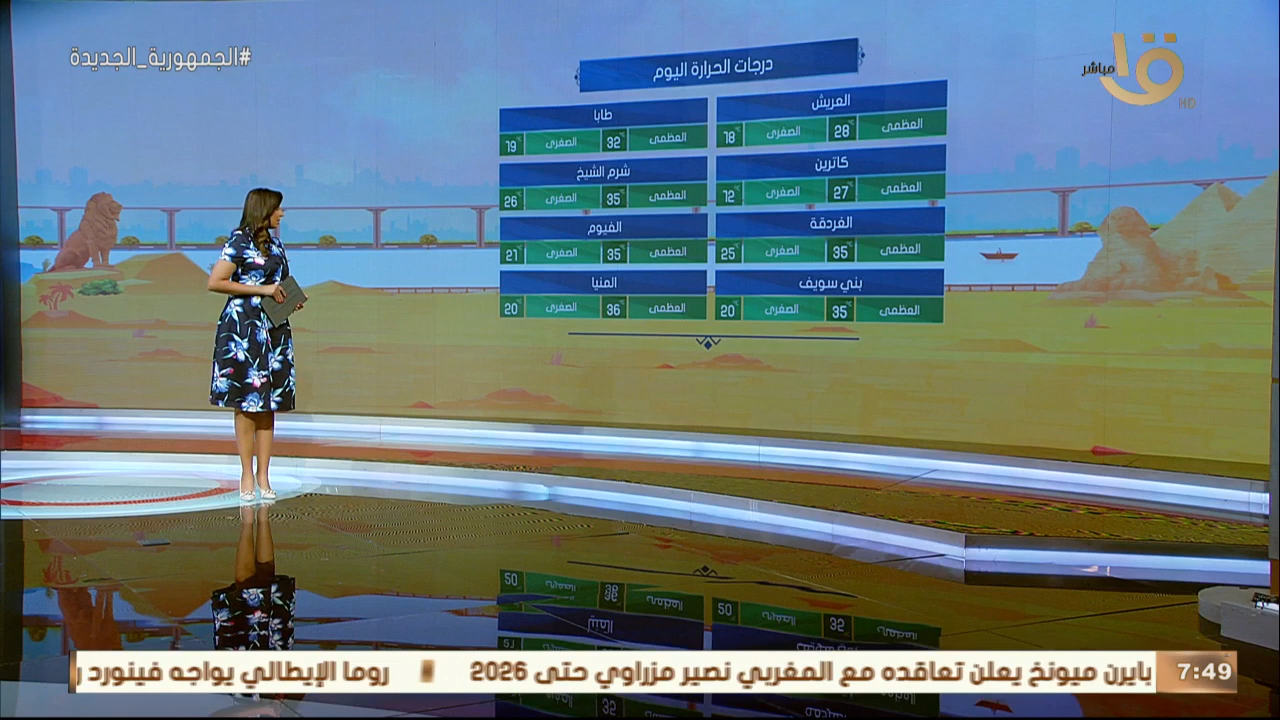 #الجمهورية_الجديدة
مباشر
HD
درجات الحرارة اليوم
العريش
العظمى 28 الصغرى 18
طابا
العظمى 32 الصغرى 19
كاترين
العظمى 27 الصغرى 12
شرم الشيخ
العظمى 35 الصغرى 26
الغردقة
العظمى 35 الصغرى 25
الفيوم
العظمى 35 الصغرى 21
بني سويف
العظمى 35 الصغرى 20
المنيا
العظمى 36 الصغرى 20
7:49 بايرن ميونخ يعلن تعاقده مع المغربي نصير مزراوي حتى 2026 روما الإيطالي يواجه فينورد